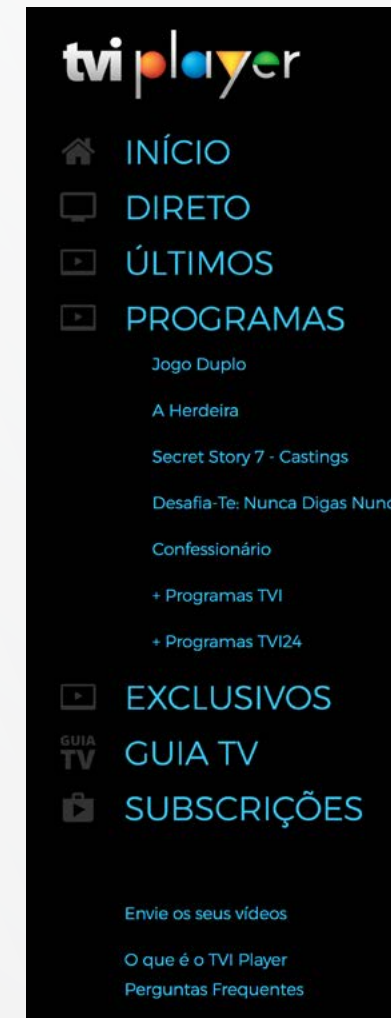 tvi player
INÍCIO
DIRETO
ÚLTIMOS
PROGRAMAS
Jogo Duplo
A Herdeira
Secret Story 7 - Castings
Desafia-Te: Nunca Digas Nunc
Confessionário
+ Programas TVI
+ Programas TVI24
EXCLUSIVOS
GUIA TV
GUIA TV
SUBSCRIÇÕES
Envie os seus vídeos
O que é o TVI Player
Perguntas Frequentes